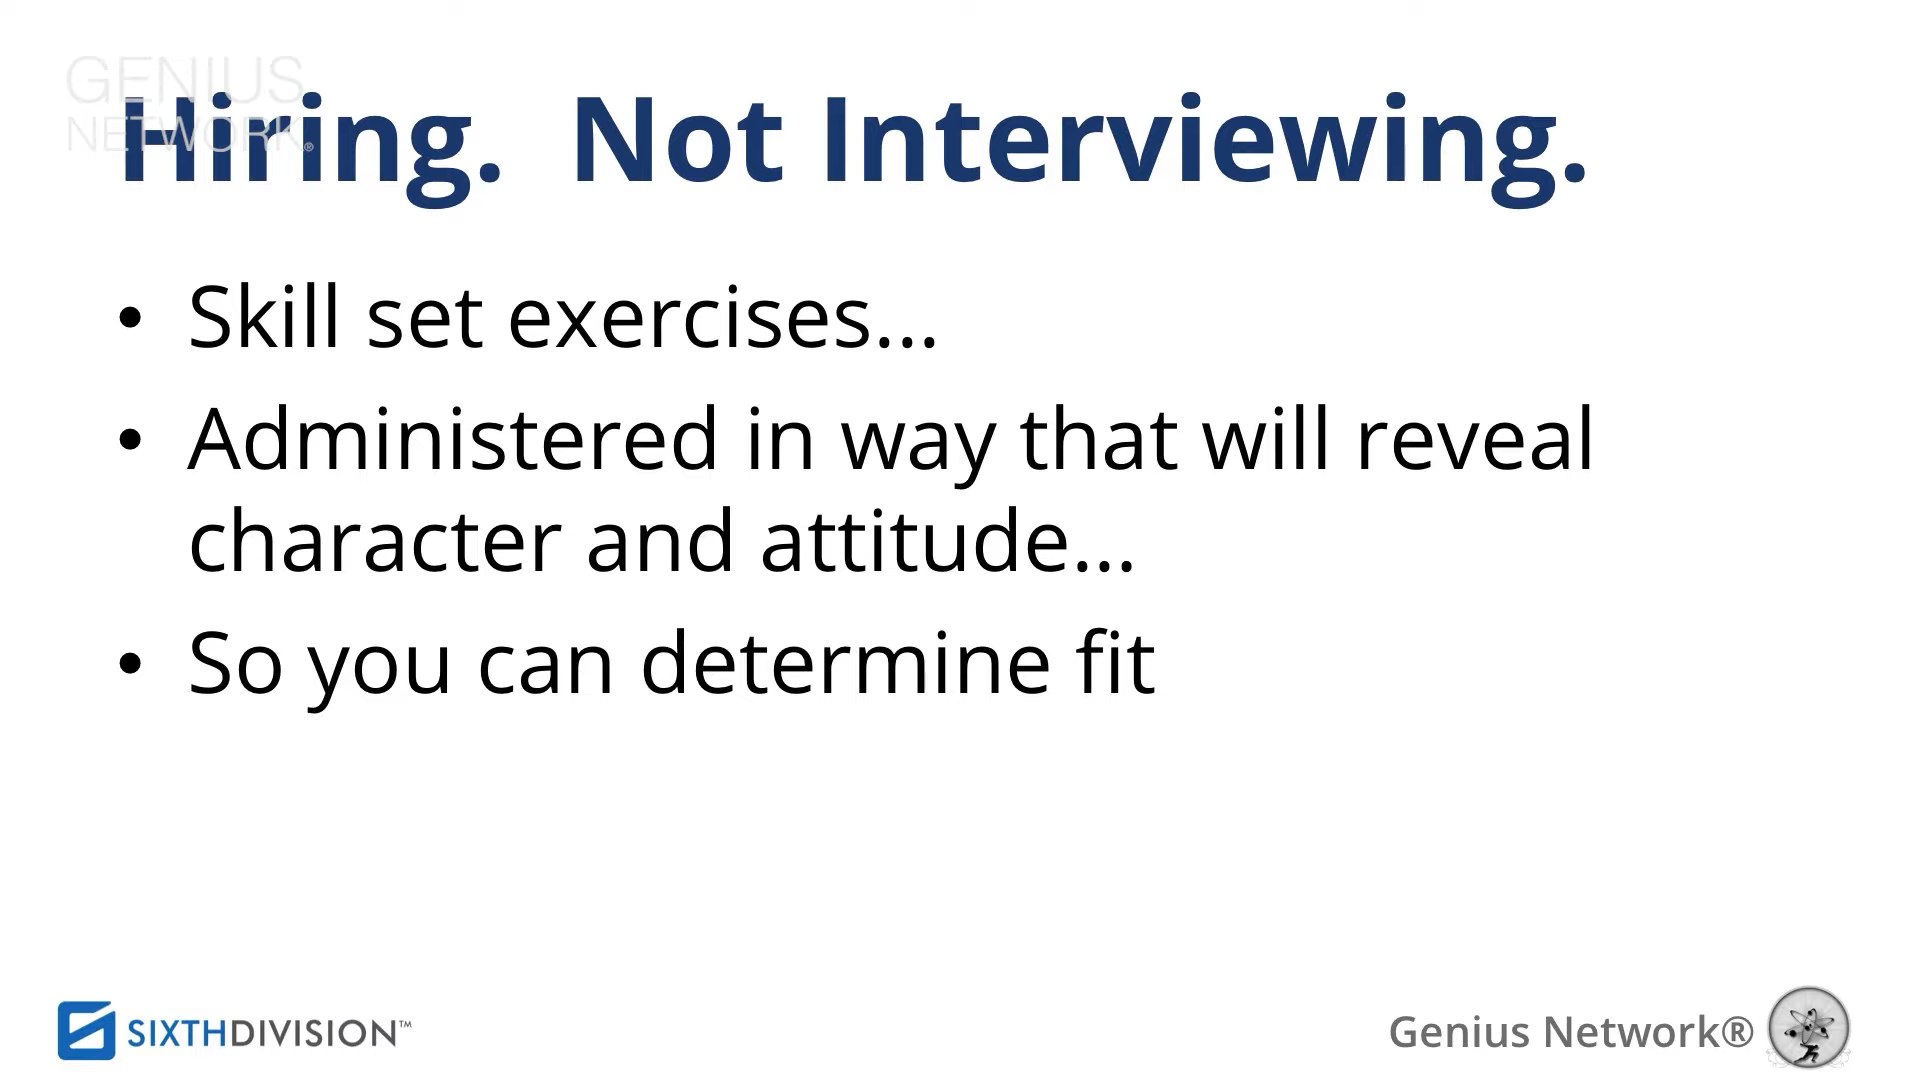 GENIUS
NETWORK®
Hiring.  Not Interviewing.
• Skill set exercises...
• Administered in way that will reveal
character and attitude...
• So you can determine fit
SIXTHDIVISION™
Genius Network®